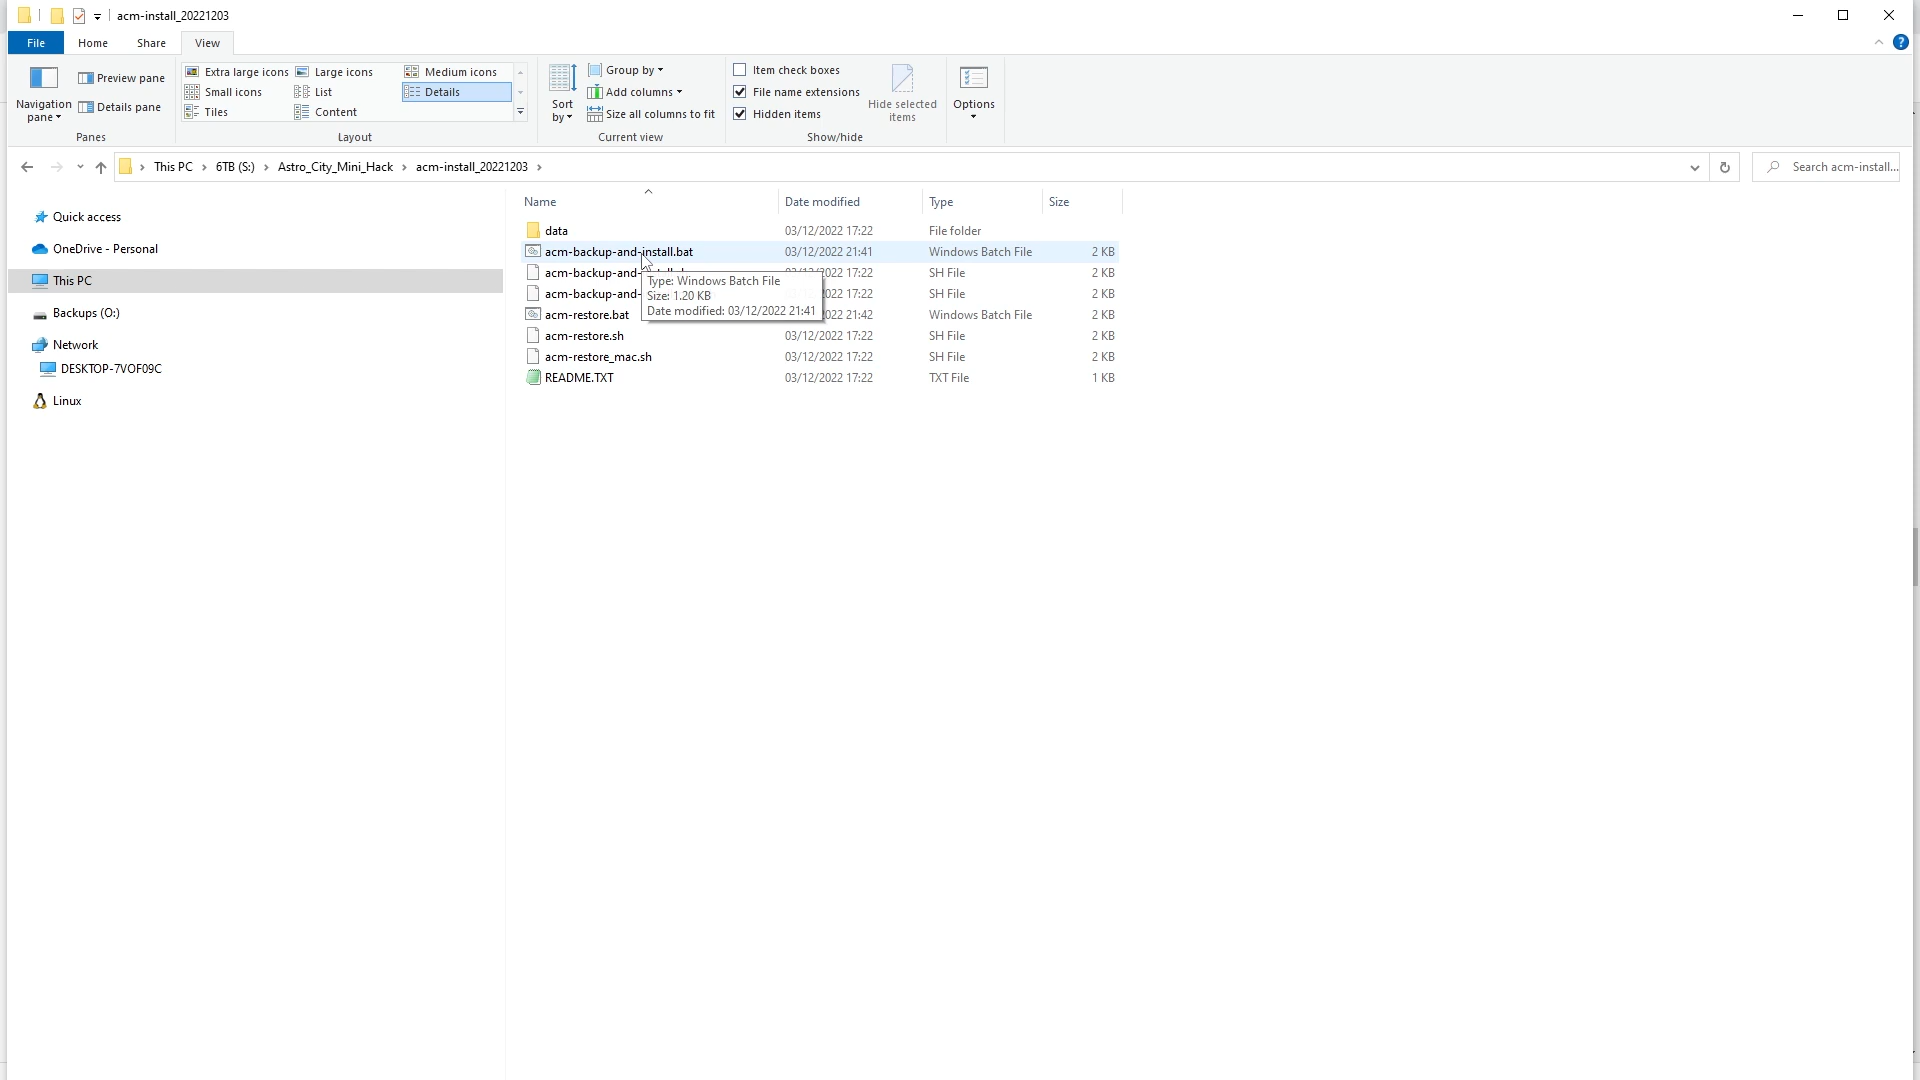 acm-install_20221203
File Home Share View
Navigation pane
Preview pane
Details pane
Panes
Extra large icons Large icons Medium icons
Small icons List Details
Tiles Content
Layout
Sort by
Group by
Add columns
Size all columns to fit
Current view
Item check boxes
File name extensions
Hidden items
Hide selected items
Show/hide
Options
This PC › 6TB (S:) › Astro_City_Mini_Hack › acm-install_20221203 ›
Search acm-install...
Quick access
OneDrive - Personal
This PC
Backups (O:)
Network
DESKTOP-7VOF09C
Linux
Name Date modified Type Size
data 03/12/2022 17:22 File folder
acm-backup-and-install.bat 03/12/2022 21:41 Windows Batch File 2 KB
acm-backup-and- 17:22 SH File 2 KB
acm-backup-and- 2022 17:22 SH File 2 KB
acm-restore.bat 2022 21:42 Windows Batch File 2 KB
acm-restore.sh 03/12/2022 17:22 SH File 2 KB
acm-restore_mac.sh 03/12/2022 17:22 SH File 2 KB
README.TXT 03/12/2022 17:22 TXT File 1 KB
Type: Windows Batch File
Size: 1.20 KB
Date modified: 03/12/2022 21:41